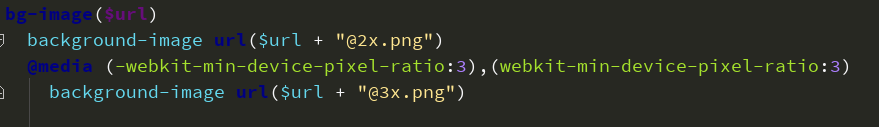 bg-image($url)
background-image url($url + "@2x.png")
@media (-webkit-min-device-pixel-ratio:3),(webkit-min-device-pixel-ratio:3)
background-image url($url + "@3x.png")